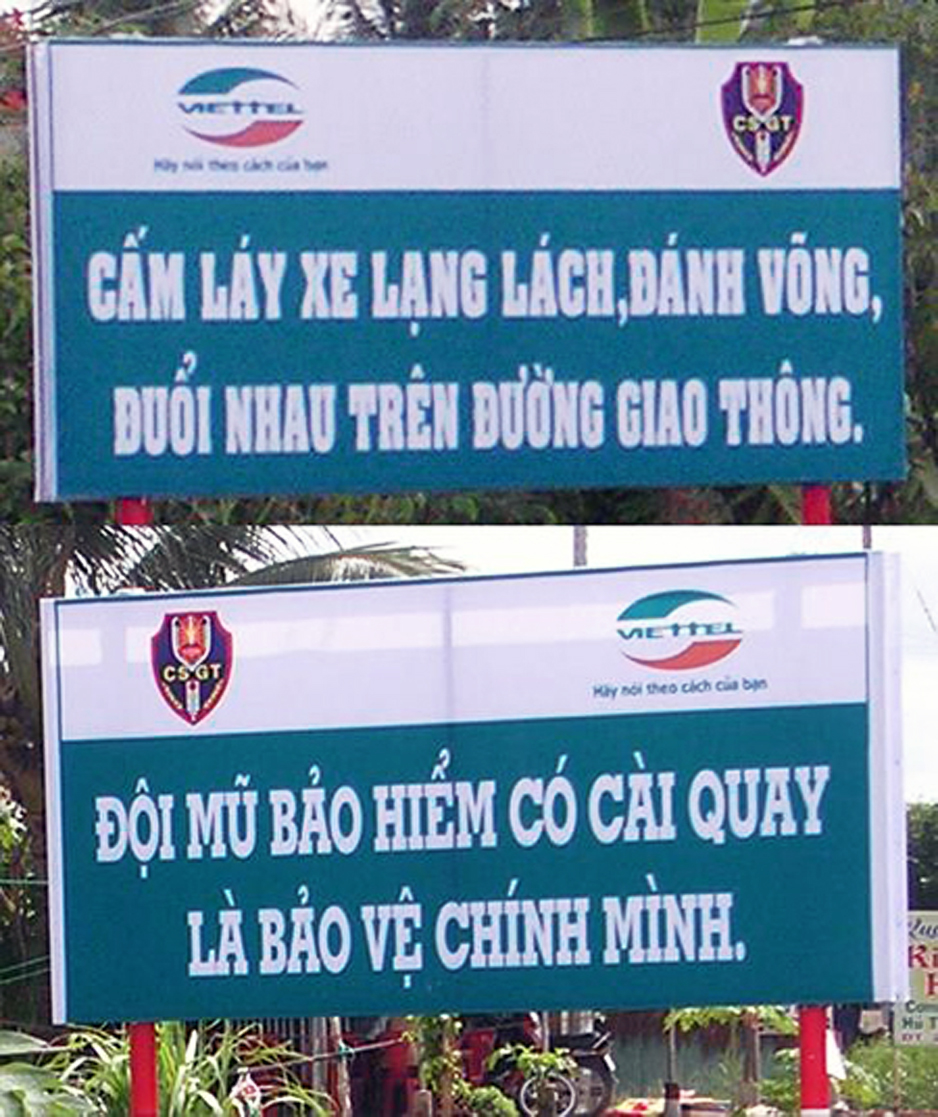 VIETTEL
Hãy nói theo cách của bạn
CSGT
CẤM LÁY XE LẠNG LÁCH,ĐÁNH VÕNG,
ĐUỔI NHAU TRÊN ĐƯỜNG GIAO THÔNG.
CSGT
VIETTEL
Hãy nói theo cách của bạn
ĐỘI MŨ BẢO HIỂM CÓ CÀI QUAY
LÀ BẢO VỆ CHÍNH MÌNH.